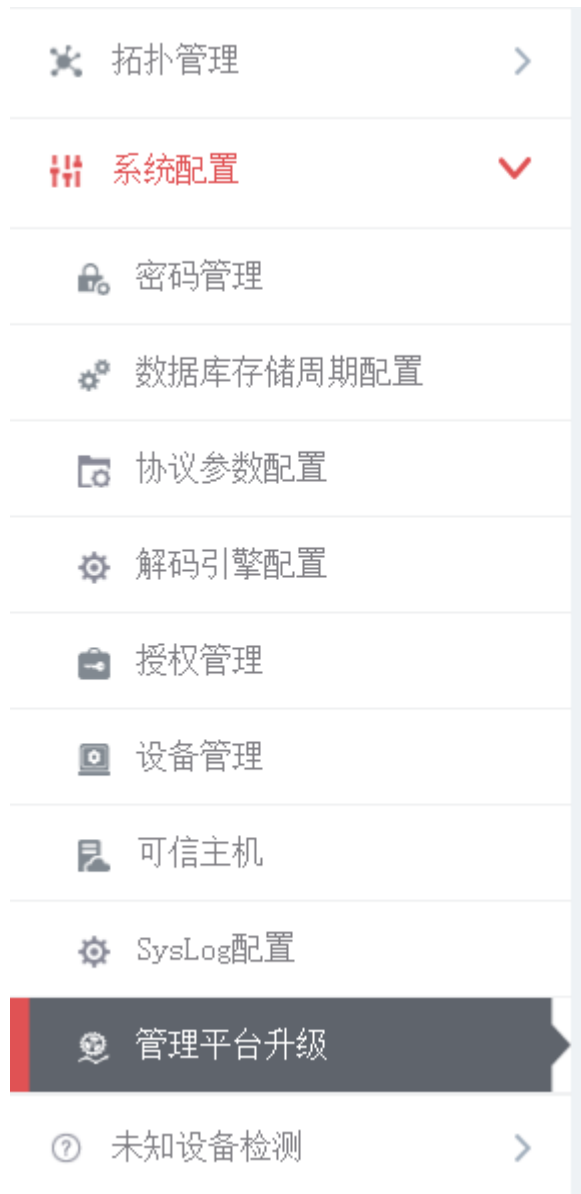 拓扑管理
系统配置
密码管理
数据库存储周期配置
协议参数配置
解码引擎配置
授权管理
设备管理
可信主机
SysLog配置
管理平台升级
未知设备检测